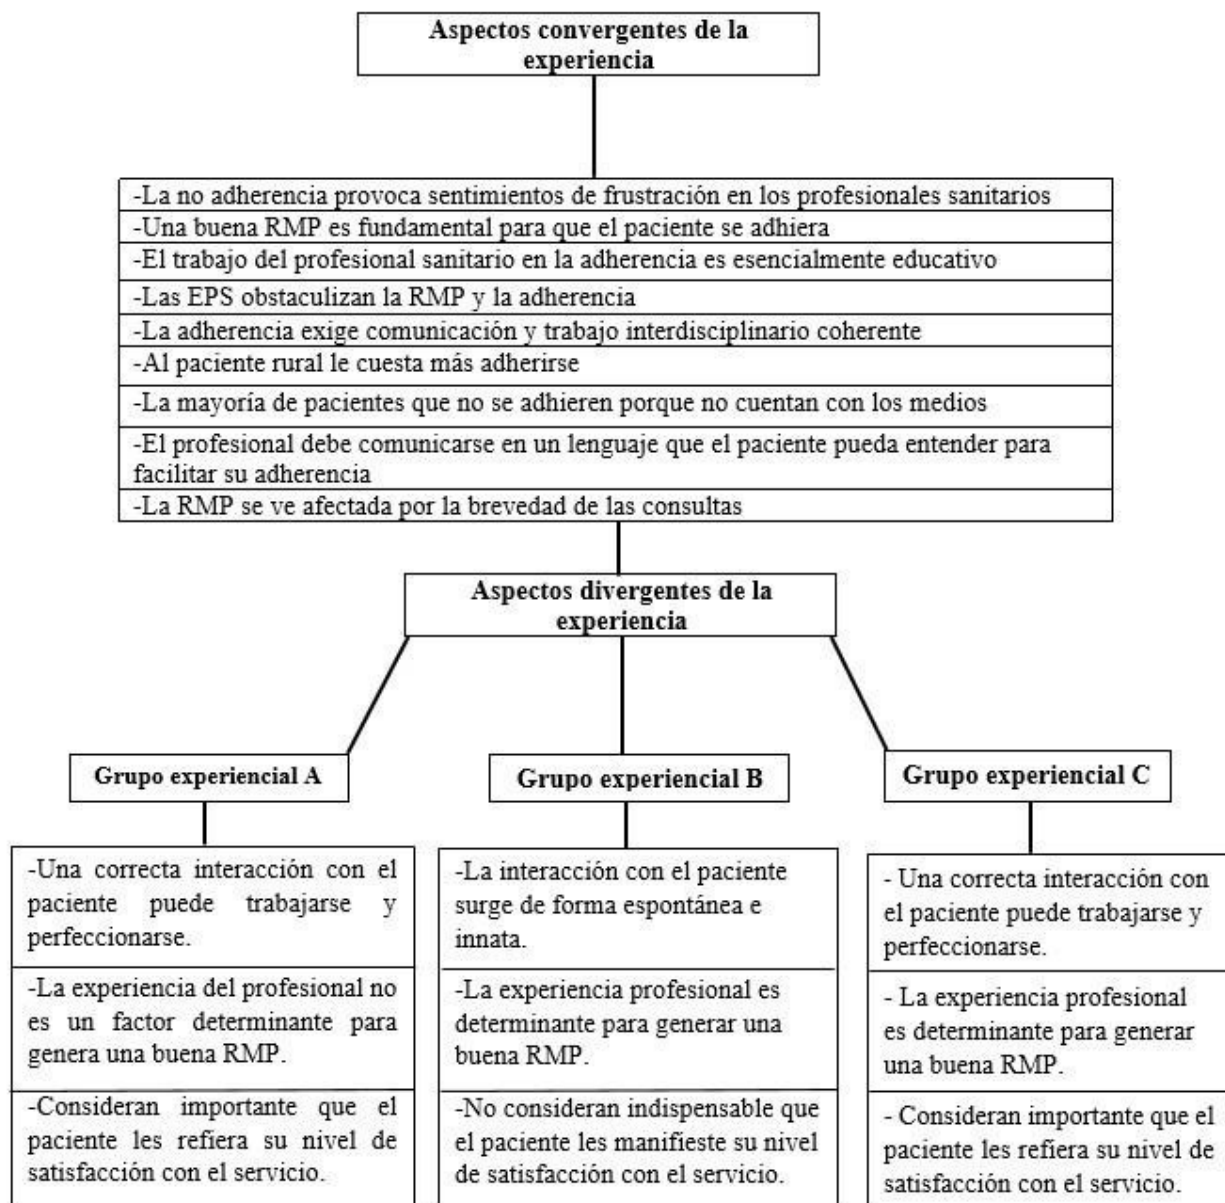 Aspectos convergentes de la
experiencia
-La no adherencia provoca sentimientos de frustración en los profesionales sanitarios
-Una buena RMP es fundamental para que el paciente se adhiera
-El trabajo del profesional sanitario en la adherencia es esencialmente educativo
-Las EPS obstaculizan la RMP y la adherencia
-La adherencia exige comunicación y trabajo interdisciplinario coherente
-Al paciente rural le cuesta más adherirse
-La mayoría de pacientes que no se adhieren porque no cuentan con los medios
-El profesional debe comunicarse en un lenguaje que el paciente pueda entender para
facilitar su adherencia
-La RMP se ve afectada por la brevedad de las consultas
Aspectos divergentes de la
experiencia
Grupo experiencial A
-Una correcta interacción con el
paciente puede trabajarse y
perfeccionarse.
-La experiencia del profesional no
es un factor determinante para
genera una buena RMP.
-Consideran importante que el
paciente les refiera su nivel de
satisfacción con el servicio.
Grupo experiencial B
-La interacción con el paciente
surge de forma espontánea e
innata.
-La experiencia profesional es
determinante para generar una
buena RMP.
-No consideran indispensable que
el paciente les manifieste su nivel
de satisfacción con el servicio.
Grupo experiencial C
- Una correcta interacción con
el paciente puede trabajarse y
perfeccionarse.
- La experiencia profesional
es determinante para generar
una buena RMP.
- Consideran importante que el
paciente les refiera su nivel de
satisfacción con el servicio.